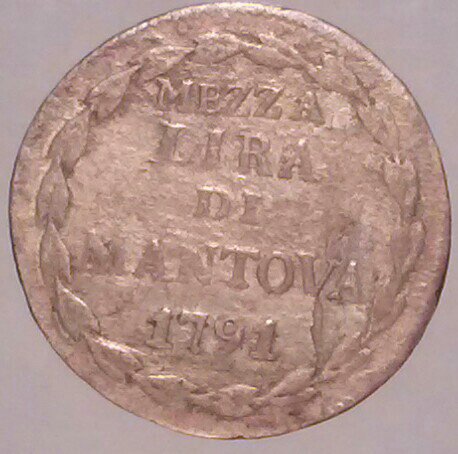 MEZZA
LIRA
DI
MANTOVA
1791